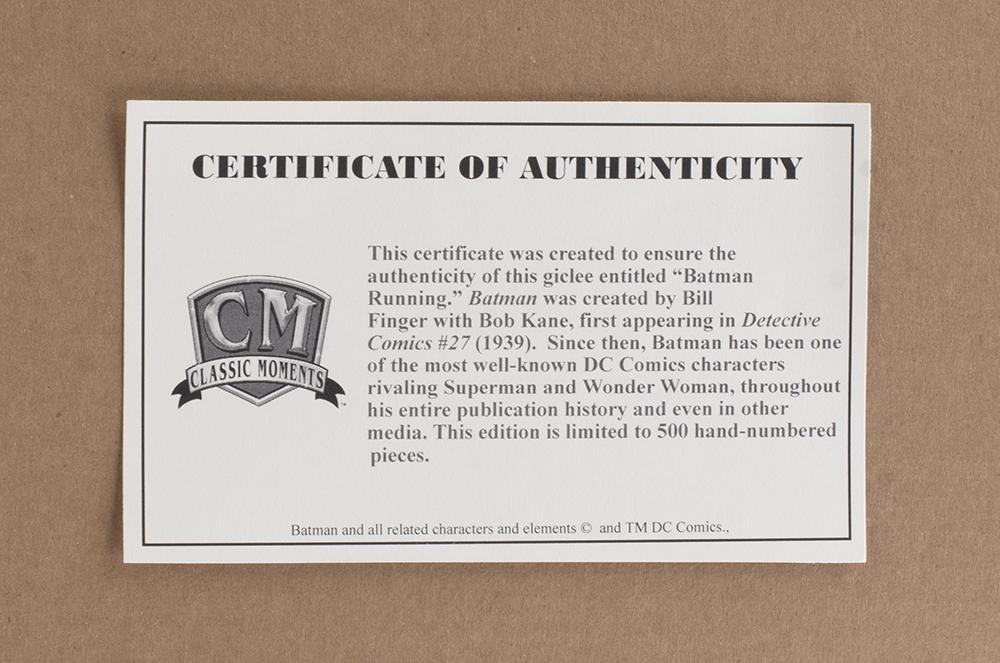 CERTIFICATE OF AUTHENTICITY
This certificate was created to ensure the
authenticity of this giclee entitled “Batman
Running.” Batman was created by Bill
Finger with Bob Kane, first appearing in Detective
Comics #27 (1939).  Since then, Batman has been one
of the most well-known DC Comics characters
rivaling Superman and Wonder Woman, throughout
his entire publication history and even in other
media. This edition is limited to 500 hand-numbered
pieces.
CM
CLASSIC MOMENTS
™
Batman and all related characters and elements ©  and TM DC Comics.,